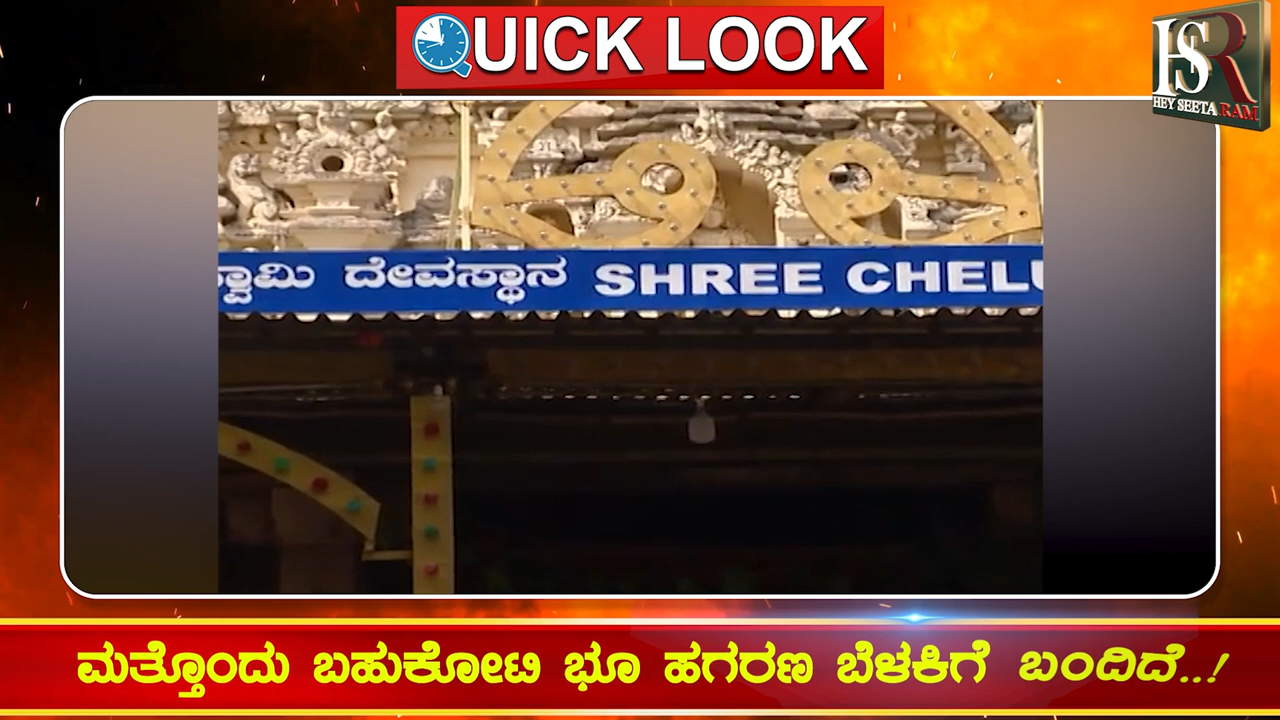 QUICK LOOK
HSR
HEY SEETA RAM
ಸ್ವಾಮಿ ದೇವಸ್ಥಾನ SHREE CHELU
ಮತ್ತೊಂದು ಬಹುಕೋಟಿ ಭೂ ಹಗರಣ ಬೆಳಕಿಗೆ ಬಂದಿದೆ..!